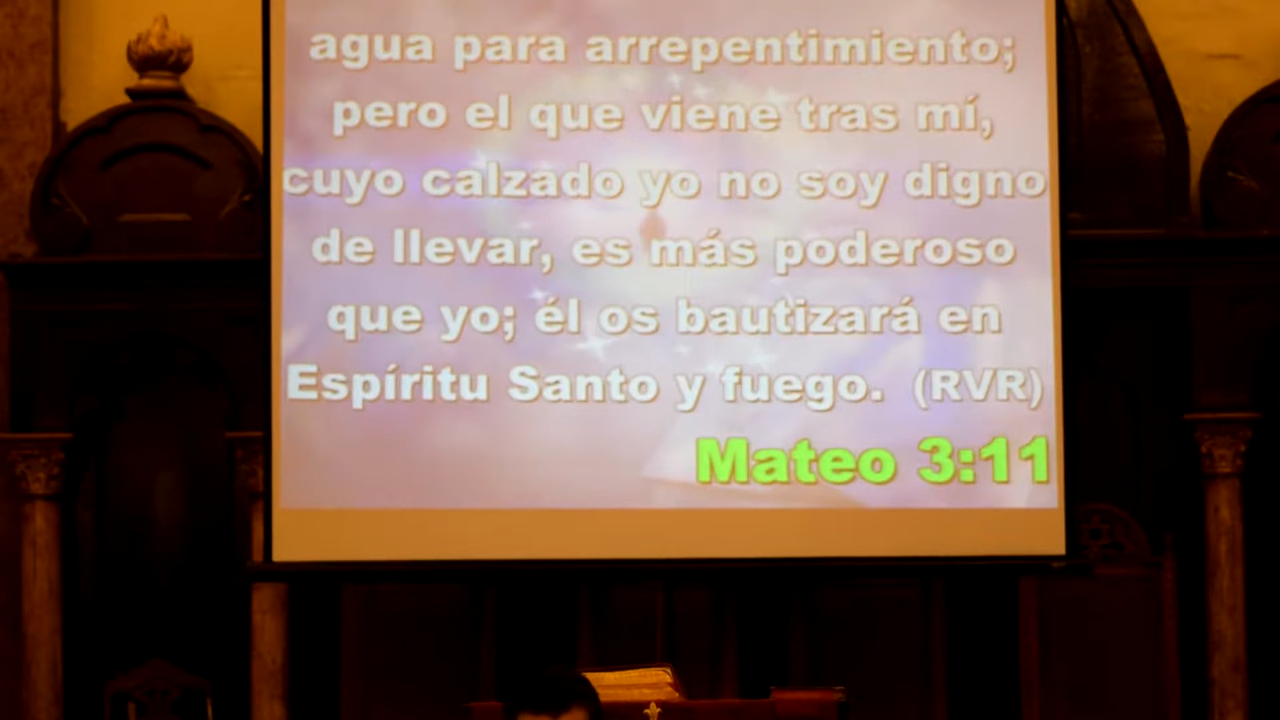 agua para arrepentimiento;
pero el que viene tras mí,
cuyo calzado yo no soy digno
de llevar, es más poderoso
que yo; él os bautizará en
Espíritu Santo y fuego. (RVR)
Mateo 3:11